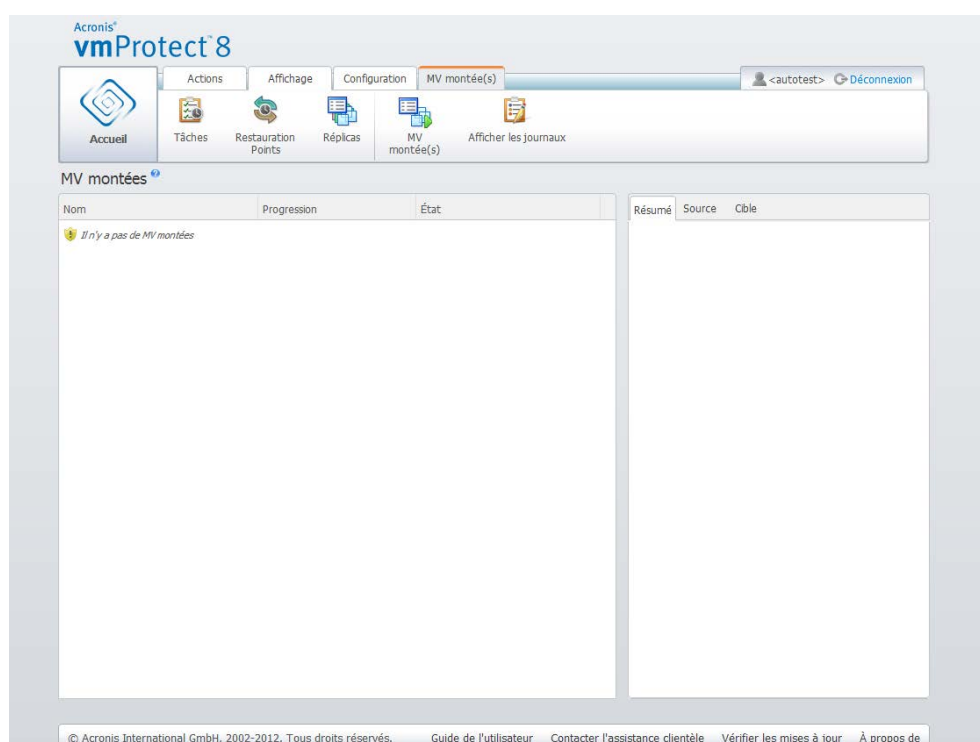 Acronis®
vmProtect™ 8
Actions Affichage Configuration MV montée(s) <autotest> Déconnexion
Accueil
Tâches
Restauration Points
Réplicas
MV montée(s)
Afficher les journaux
MV montées
Nom Progression État
Il n'y a pas de MV montées
Résumé Source Cible
© Acronis International GmbH, 2002-2012. Tous droits réservés. Guide de l'utilisateur Contacter l'assistance clientèle Vérifier les mises à jour À propos de